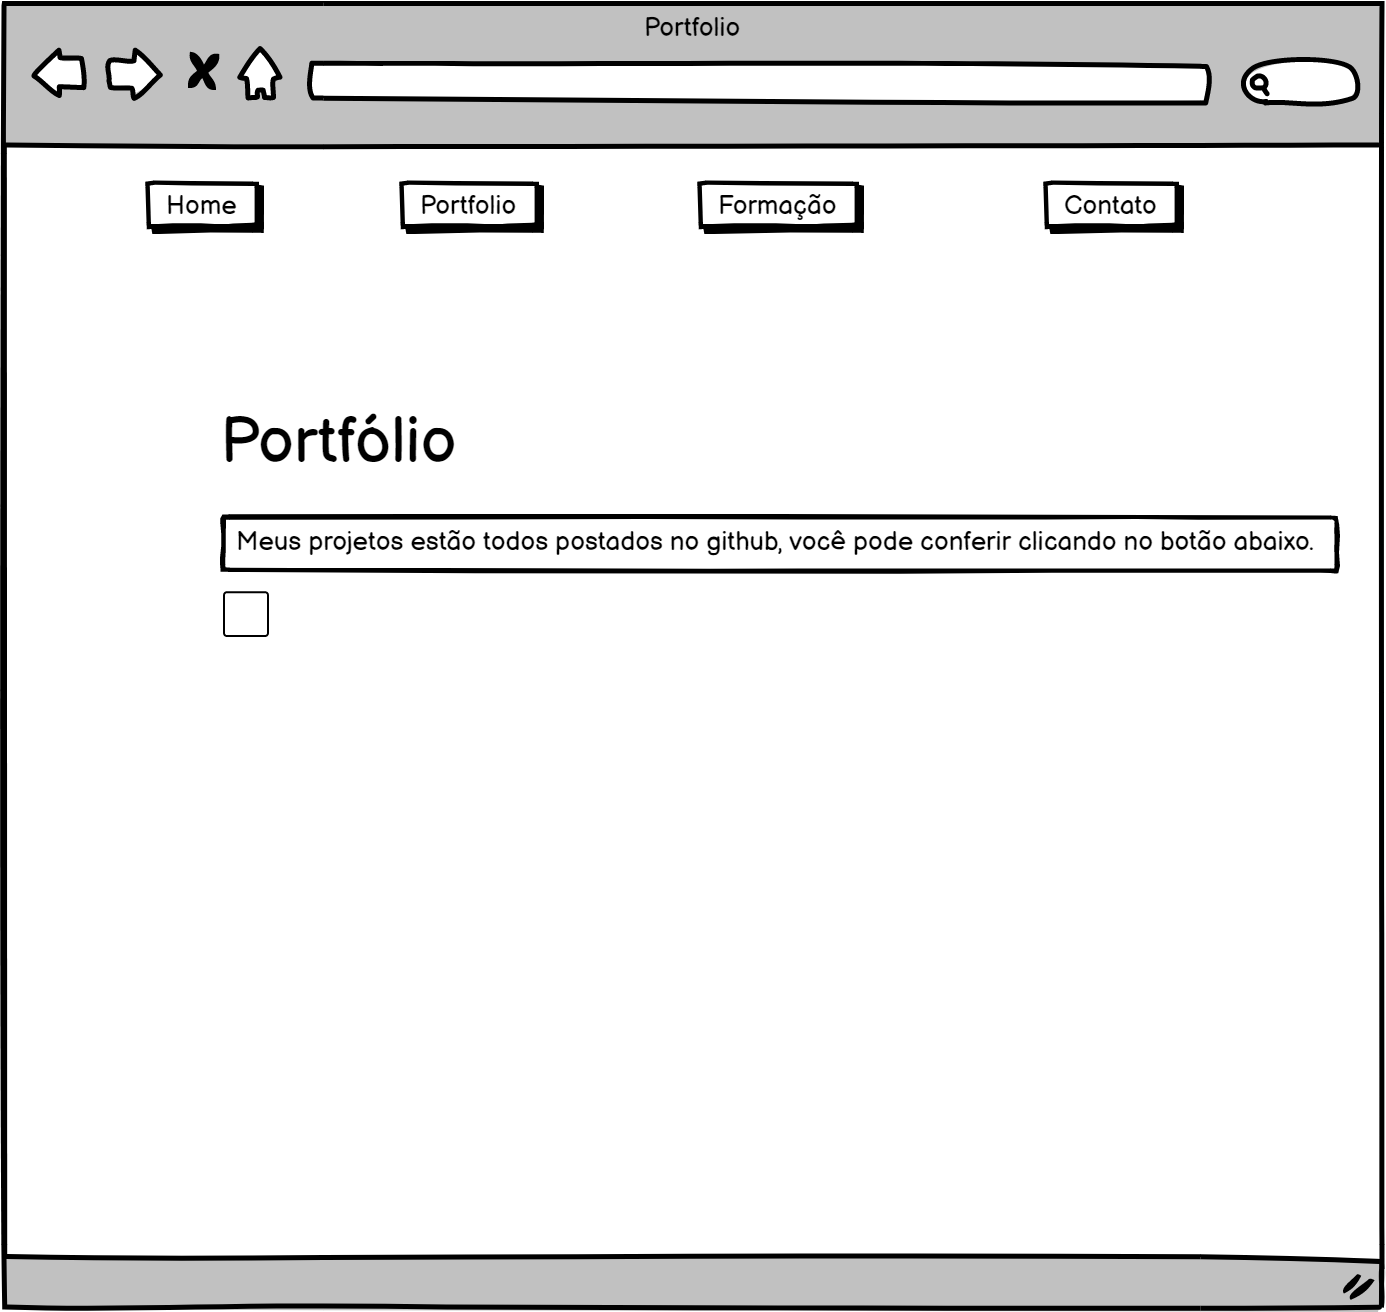 Portfolio
Home Portfolio Formação Contato
Portfólio
Meus projetos estão todos postados no github, você pode conferir clicando no botão abaixo.